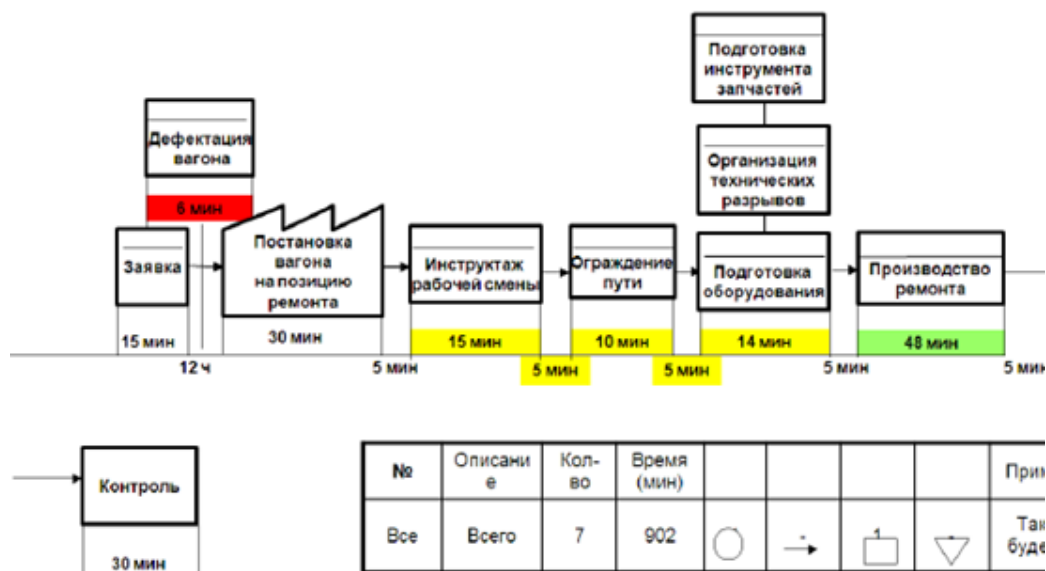 Подготовка
инструмента
запчастей
Дефектация
вагона
Организация
технических
разрывов
6 мин
Заявка
Постановка
вагона
на позицию
ремонта
Инструктаж
рабочей смены
Ограждение
пути
Подготовка
оборудования
Производство
ремонта
15 мин
30 мин
15 мин
10 мин
14 мин
48 мин
12 ч
5 мин
5 мин
5 мин
5 мин
5 мин
Контроль
30 мин
№
Описани
е
Кол-
во
Время
(мин)
Прим
Все
Всего
7
902
1
Так
буде